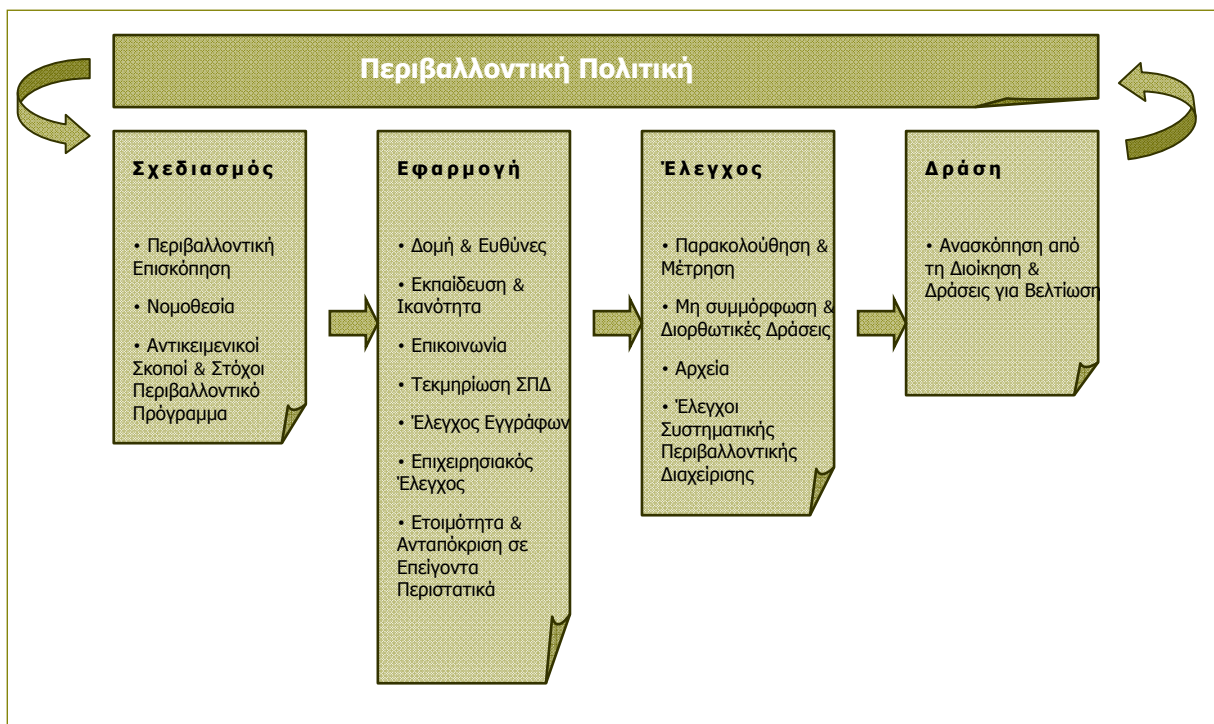 Περιβαλλοντική Πολιτική
Σχεδιασμός
• Περιβαλλοντική
Επισκόπηση
• Νομοθεσία
• Αντικειμενικοί
Σκοποί & Στόχοι
Περιβαλλοντικό
Πρόγραμμα
Εφαρμογή
• Δομή & Ευθύνες
• Εκπαίδευση &
Ικανότητα
• Επικοινωνία
• Τεκμηρίωση ΣΠΔ
• Έλεγχος Εγγράφων
• Επιχειρησιακός
Έλεγχος
• Ετοιμότητα &
Ανταπόκριση σε
Επείγοντα
Περιστατικά
Έλεγχος
• Παρακολούθηση &
Μέτρηση
• Μη συμμόρφωση &
Διορθωτικές Δράσεις
• Αρχεία
• Έλεγχοι
Συστηματικής
Περιβαλλοντικής
Διαχείρισης
Δράση
• Ανασκόπηση από
τη Διοίκηση &
Δράσεις για Βελτίωση